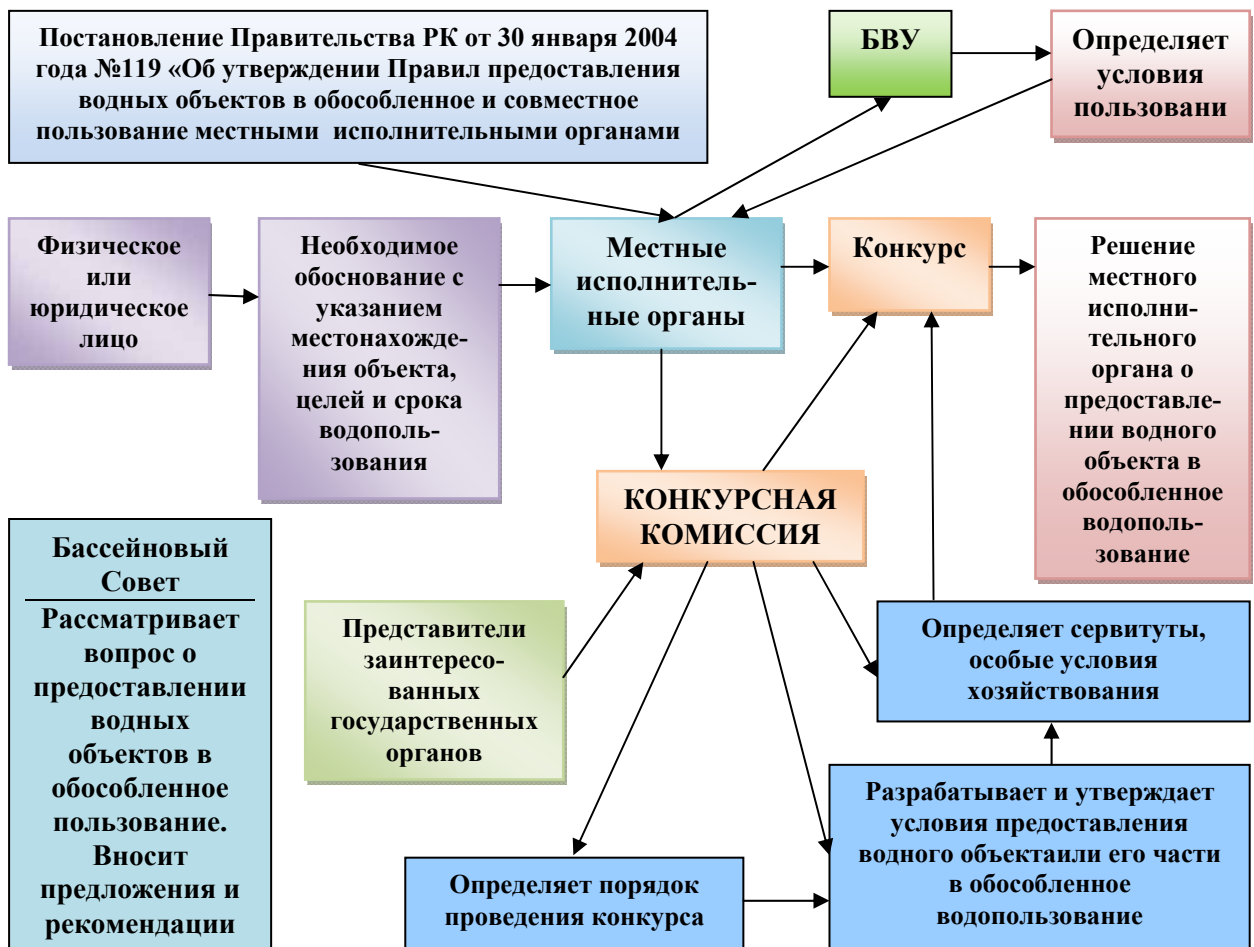 Постановление Правительства РК от 30 января 2004
года №119 «Об утверждении Правил предоставления
водных объектов в обособленное и совместное
пользование местными исполнительными органами
БВУ
Определяет
условия
пользовани
Физическое
или
юридическое
лицо
Необходимое
обоснование с
указанием
местонахожде-
ния объекта,
целей и срока
водополь-
зования
Местные
исполнитель-
ные органы
Конкурс
Решение
местного
исполни-
тельного
органа о
предоставле-
нии водного
объекта в
обособленное
водополь-
зование
КОНКУРСНАЯ
КОМИССИЯ
Бассейновый
Совет
Рассматривает
вопрос о
предоставлении
водных
объектов в
обособленное
пользование.
Вносит
предложения и
рекомендации
Представители
заинтересо-
ванных
государственных
органов
Определяет сервитуты,
особые условия
хозяйствования
Определяет порядок
проведения конкурса
Разрабатывает и утверждает
условия предоставления
водного объектаили его части
в обособленное
водопользование